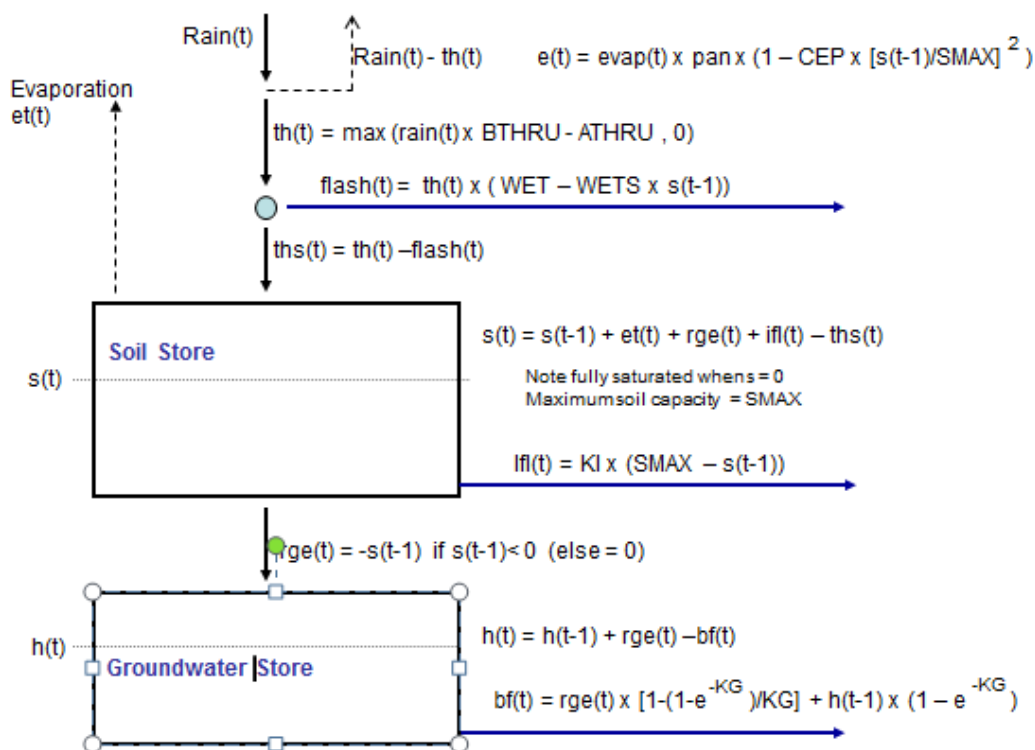 Rain(t)
Rain(t) - th(t)
e(t) = evap(t) x pan x (1 – CEP x [s(t-1)/SMAX] ² )
Evaporation
et(t)
th(t) = max (rain(t) x BTHRU - ATHRU , 0)
flash(t) = th(t) x ( WET – WETS x s(t-1))
ths(t) = th(t) –flash(t)
Soil Store
s(t) = s(t-1) + et(t) + rge(t) + ifl(t) – ths(t)
s(t)
Note fully saturated when s = 0
Maximum soil capacity = SMAX
Ifl(t) = KI x (SMAX – s(t-1))
rge(t) = -s(t-1) if s(t-1)< 0 (else = 0)
h(t)
h(t) = h(t-1) + rge(t) –bf(t)
Groundwater Store
bf(t) = rge(t) x [1-(1-e^-KG)/KG] + h(t-1) x (1 – e^-KG)